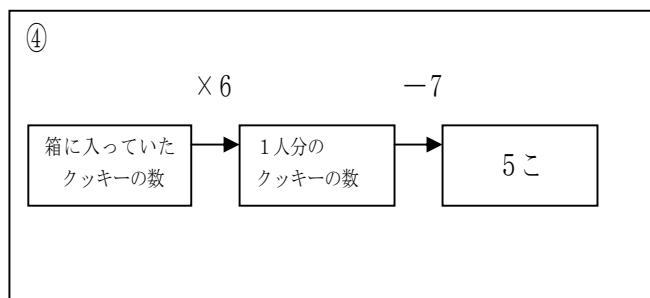 ④
×6 －7
箱に入っていた
クッキーの数
１人分の
クッキーの数
5こ